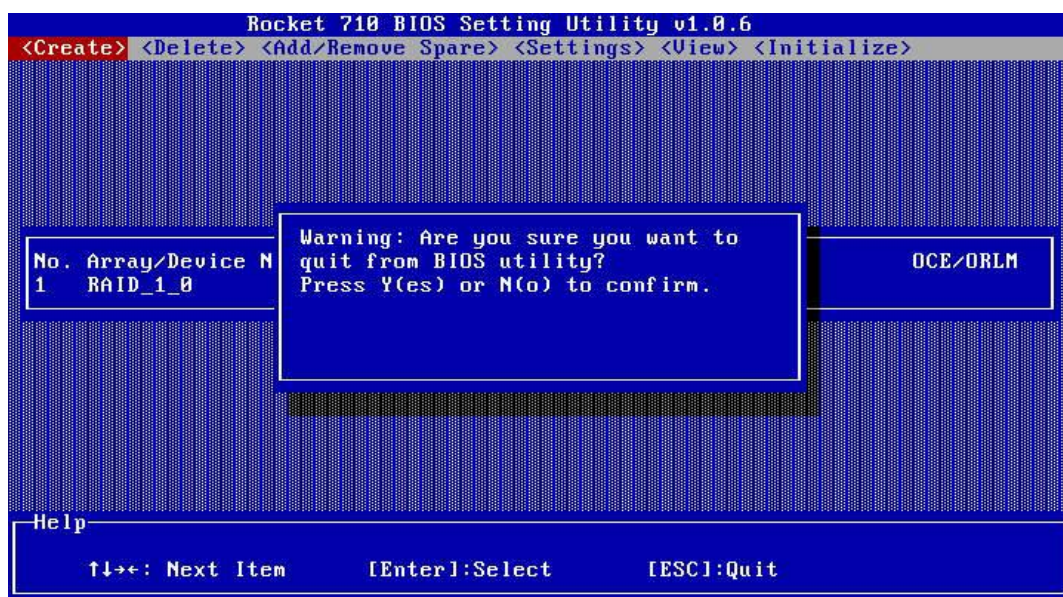 Rocket 710 BIOS Setting Utility v1.0.6
<Create> <Delete> <Add/Remove Spare> <Settings> <View> <Initialize>
Warning: Are you sure you want to
quit from BIOS utility?
Press Y(es) or N(o) to confirm.
No. Array/Device N OCE/ORLM
1 RAID_1_0
Help
↑↓→←: Next Item [Enter]:Select [ESC]:Quit